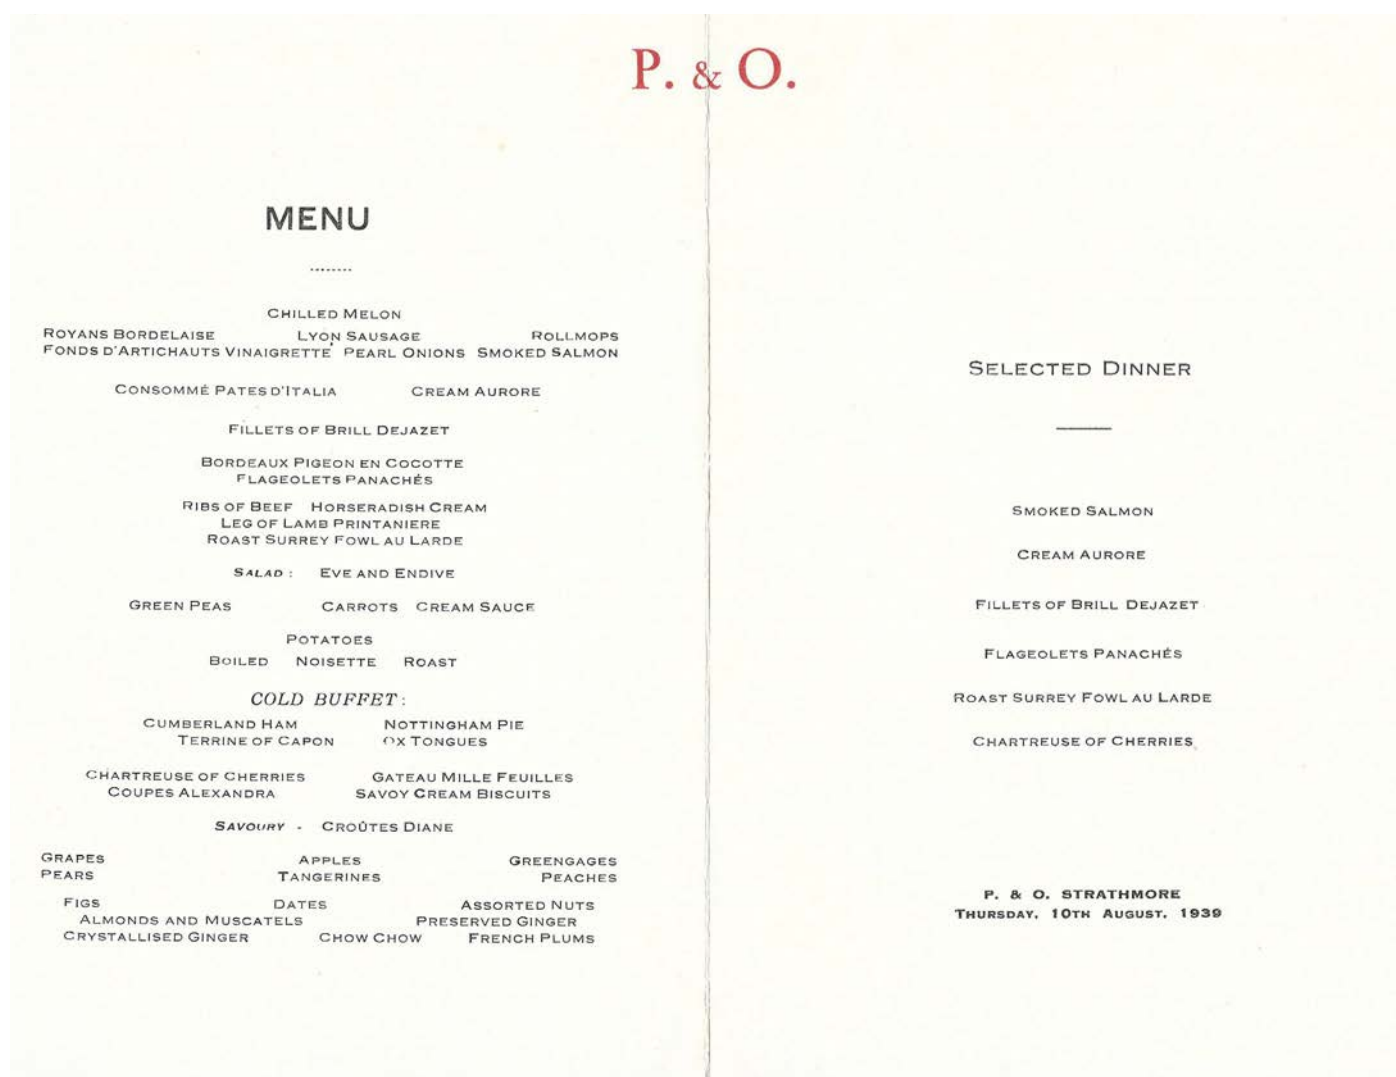 P. & O.
MENU
CHILLED MELON
ROYANS BORDELAISE LYON SAUSAGE ROLLMOPS
FONDS D'ARTICHAUTS VINAIGRETTE PEARL ONIONS SMOKED SALMON
CONSOMMÉ PATES D'ITALIA CREAM AURORE
FILLETS OF BRILL DEJAZET
BORDEAUX PIGEON EN COCOTTE
FLAGEOLETS PANACHÉS
RIBS OF BEEF HORSERADISH CREAM
LEG OF LAMB PRINTANIERE
ROAST SURREY FOWL AU LARDE
SALAD : EVE AND ENDIVE
GREEN PEAS CARROTS CREAM SAUCE
POTATOES
BOILED NOISETTE ROAST
COLD BUFFET:
CUMBERLAND HAM NOTTINGHAM PIE
TERRINE OF CAPON OX TONGUES
CHARTREUSE OF CHERRIES GATEAU MILLE FEUILLES
COUPES ALEXANDRA SAVOY CREAM BISCUITS
SAVOURY - CROÛTES DIANE
GRAPES APPLES GREENGAGES
PEARS TANGERINES PEACHES
FIGS DATES ASSORTED NUTS
ALMONDS AND MUSCATELS PRESERVED GINGER
CRYSTALLISED GINGER CHOW CHOW FRENCH PLUMS
SELECTED DINNER
SMOKED SALMON
CREAM AURORE
FILLETS OF BRILL DEJAZET
FLAGEOLETS PANACHÉS
ROAST SURREY FOWL AU LARDE
CHARTREUSE OF CHERRIES
P. & O. STRATHMORE
THURSDAY, 10TH AUGUST, 1939